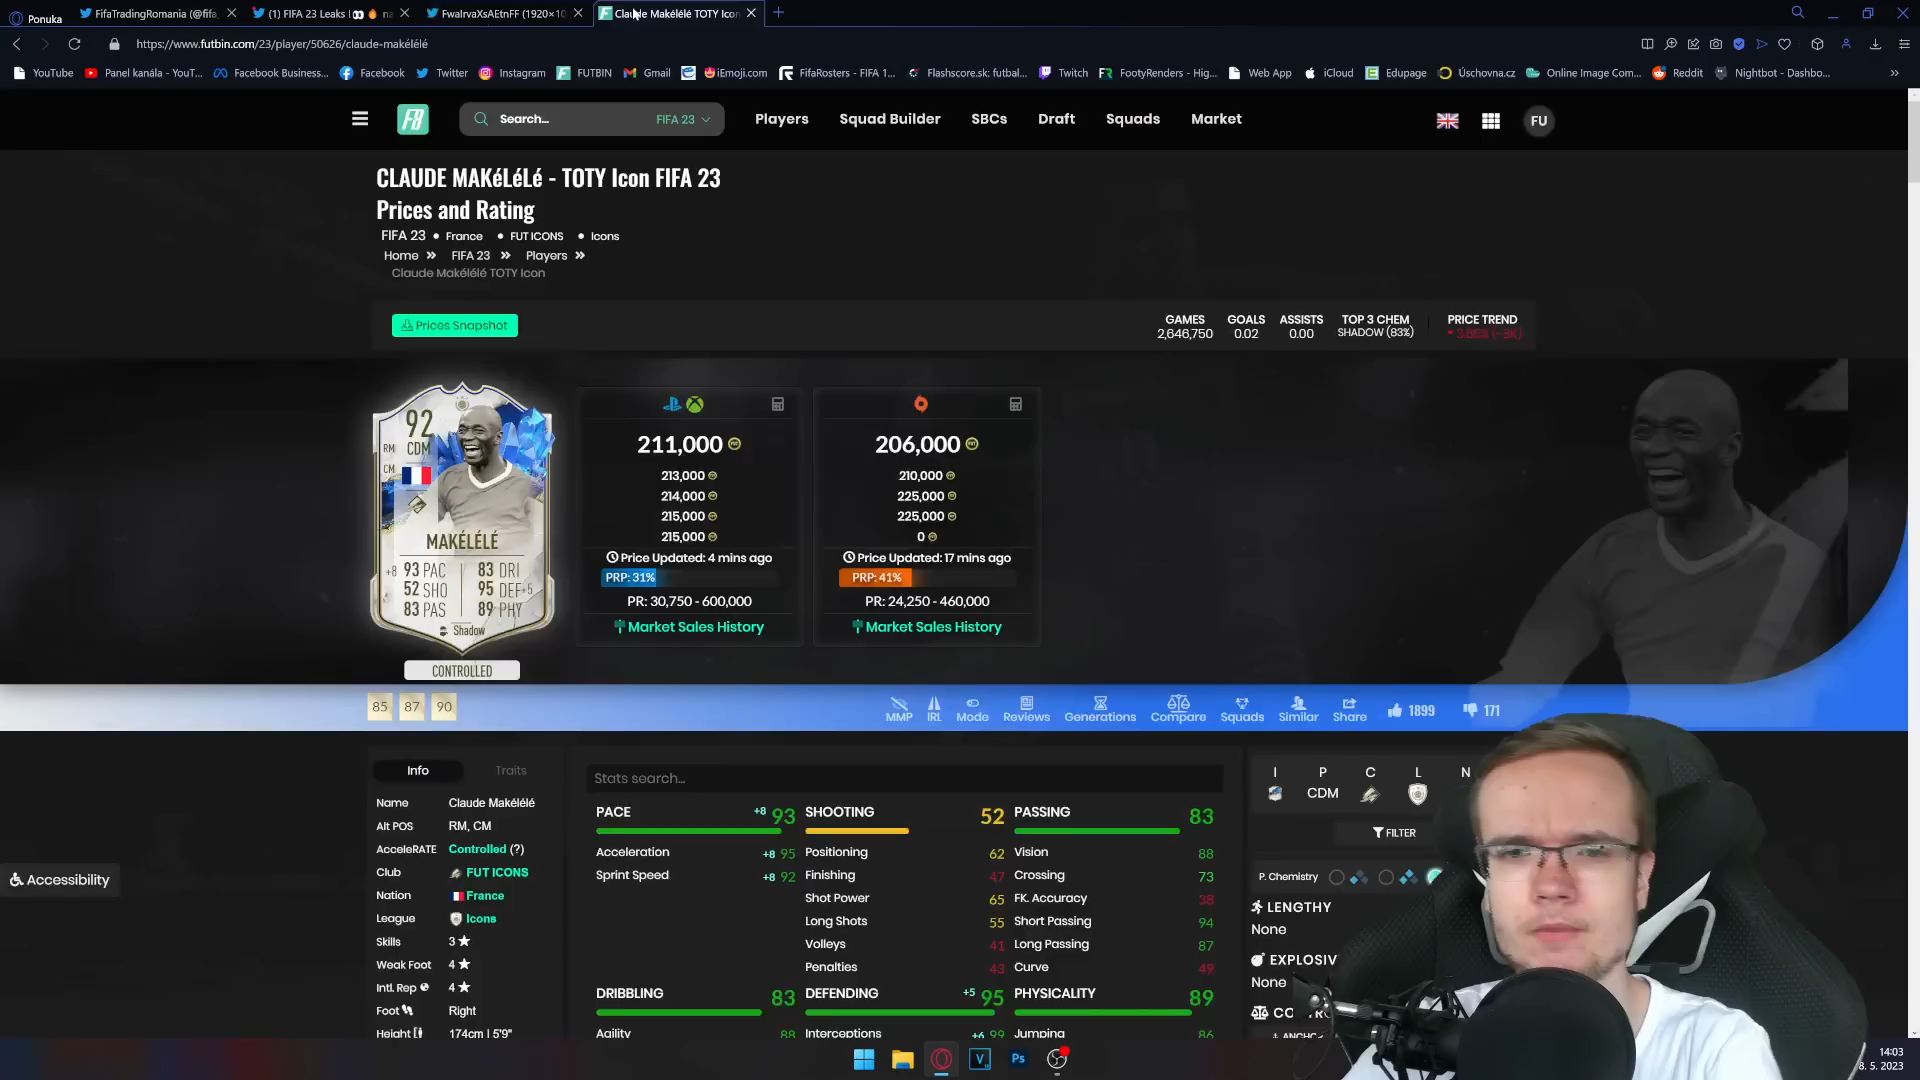 Ponuka
FifaTradingRomania (@fifa_
(1) FIFA 23 Leaks
FwaIrvaXsAEtnFF (1920×10
Claude Makélélé TOTY Icon
https://www.futbin.com/23/player/50626/claude-makélélé
YouTube
Panel kanála - YouT...
Facebook Business...
Facebook
Twitter
Instagram
FUTBIN
Gmail
iEmoji.com
FifaRosters - FIFA 1...
Flashscore.sk: futbal...
Twitch
FootyRenders - Hig...
Web App
iCloud
Edupage
Úschovna.cz
Online Image Com...
Reddit
Nightbot - Dashbo...
F8
Search...
FIFA 23
Players
Squad Builder
SBCs
Draft
Squads
Market
FU
CLAUDE MAKéLéLé - TOTY Icon FIFA 23
Prices and Rating
FIFA 23 • France • FUT ICONS • Icons
Home » FIFA 23 » Players »
Claude Makélélé TOTY Icon
Prices Snapshot
GAMES
2,646,750
GOALS
0.02
ASSISTS
0.00
TOP 3 CHEM
SHADOW (83%)
PRICE TREND
92
CDM
RM
CM
MAKÉLÉLÉ
+8 93 PAC
83 DRI
52 SHO
95 DEF+5
83 PAS
89 PHY
Shadow
CONTROLLED
211,000
213,000
214,000
215,000
215,000
Price Updated: 4 mins ago
PRP: 31%
PR: 30,750 - 600,000
Market Sales History
206,000
210,000
225,000
225,000
0
Price Updated: 17 mins ago
PRP: 41%
PR: 24,250 - 460,000
Market Sales History
85
87
90
MMP
IRL
Mode
Reviews
Generations
Compare
Squads
Similar
Share
1899
171
Info
Traits
Name Claude Makélélé
Alt POS RM, CM
AcceleRATE Controlled (?)
Club FUT ICONS
Nation France
League Icons
Skills 3
Weak Foot 4
Intl. Rep 4
Foot Right
Height 174cm | 5'9"
Stats search...
PACE +8 93
Acceleration +8 95
Sprint Speed +8 92
SHOOTING 52
Positioning 62
Finishing 47
Shot Power 65
Long Shots 55
Volleys 41
Penalties 43
PASSING 83
Vision 88
Crossing 73
FK. Accuracy 38
Short Passing 94
Long Passing 87
Curve 49
DRIBBLING 83
Agility 88
DEFENDING +5 95
Interceptions +6 99
PHYSICALITY 89
Jumping 86
I P C L N
CDM
FILTER
P. Chemistry
LENGTHY
None
EXPLOSIV
None
Accessibility
V
Ps
14:03
8. 5. 2023